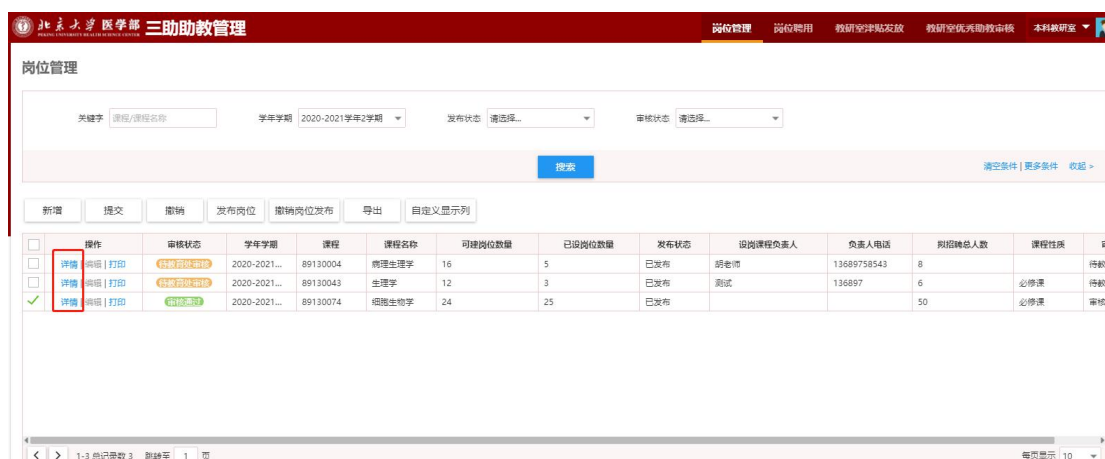 北京大学 医学部 三助助教管理 岗位管理 岗位聘用 教研室津贴发放 教研室优秀助教审核 本科教研室
PEKING UNIVERSITY HEALTH SCIENCE CENTER
岗位管理
关键字 课程/课程名称 学年学期 2020-2021学年2学期 发布状态 请选择... 审核状态 请选择...
搜索 清空条件 | 更多条件 收起 >
新增 提交 撤销 发布岗位 撤销岗位发布 导出 自定义显示列
操作 审核状态 学年学期 课程 课程名称 可建岗位数量 已设岗位数量 发布状态 设岗课程负责人 负责人电话 拟招聘总人数 课程性质
详情 | 编辑 | 打印 待教育处审核 2020-2021... 89130004 病理生理学 16 5 已发布 胡老师 13689758543 8 待教
详情 | 编辑 | 打印 待教育处审核 2020-2021... 89130043 生理学 12 3 已发布 测试 136897 6 必修课 待教
详情 | 编辑 | 打印 审核通过 2020-2021... 89130074 细胞生物学 24 25 已发布 50 必修课 审核
< > 1-3 总记录数 3 跳转至 1 页 每页显示 10